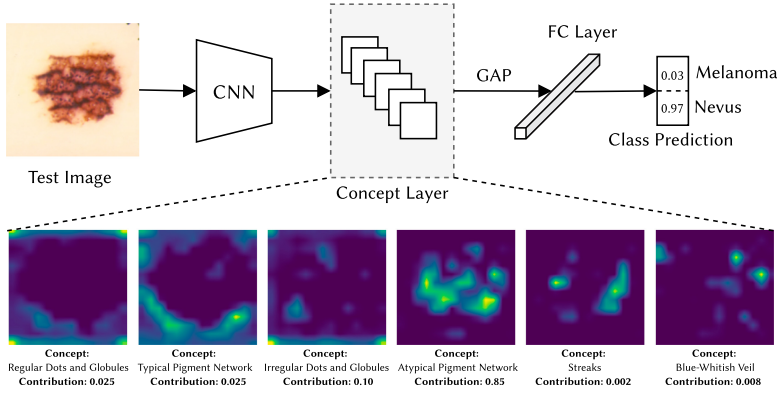 FC Layer
GAP
CNN
0.03 Melanoma
0.97 Nevus
Class Prediction
Test Image
Concept Layer
Concept:
Regular Dots and Globules
Contribution: 0.025
Concept:
Typical Pigment Network
Contribution: 0.025
Concept:
Irregular Dots and Globules
Contribution: 0.10
Concept:
Atypical Pigment Network
Contribution: 0.85
Concept:
Streaks
Contribution: 0.002
Concept:
Blue-Whitish Veil
Contribution: 0.008